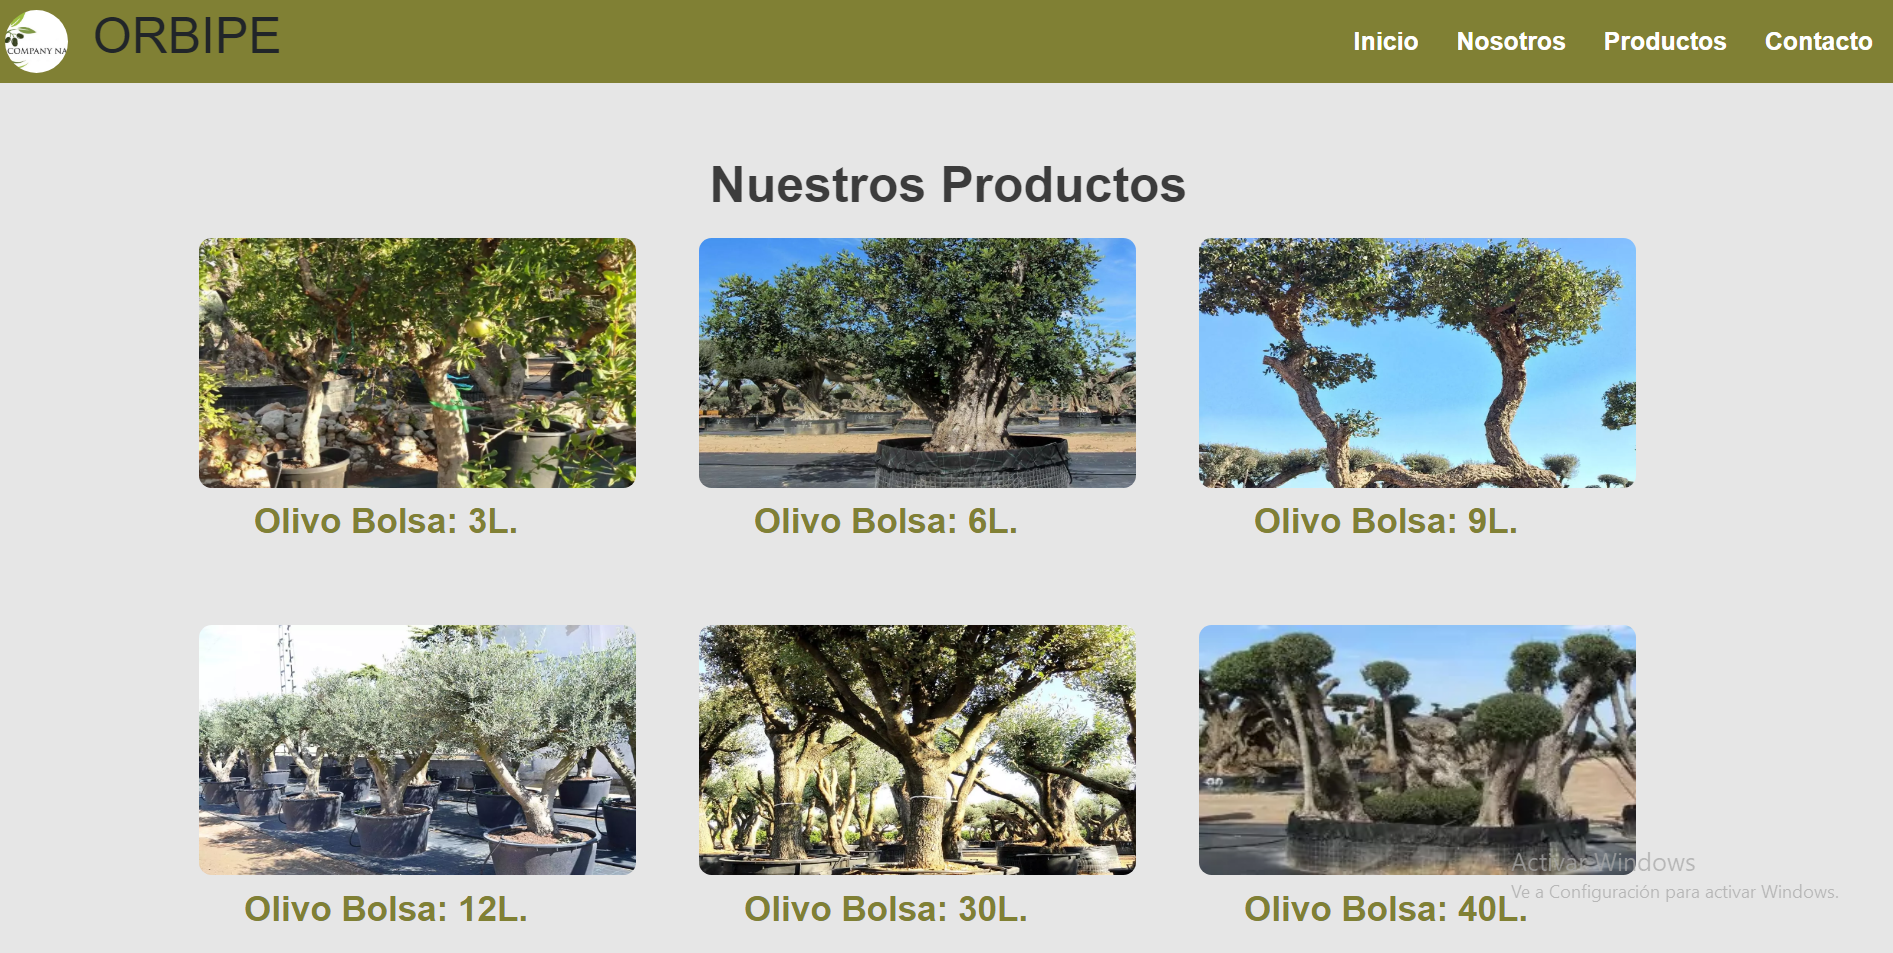 COMPANY NA
ORBIPE
Inicio Nosotros Productos Contacto
Nuestros Productos
Olivo Bolsa: 3L. Olivo Bolsa: 6L. Olivo Bolsa: 9L.
Olivo Bolsa: 12L. Olivo Bolsa: 30L. Olivo Bolsa: 40L.
Activar Windows
Ve a Configuración para activar Windows.